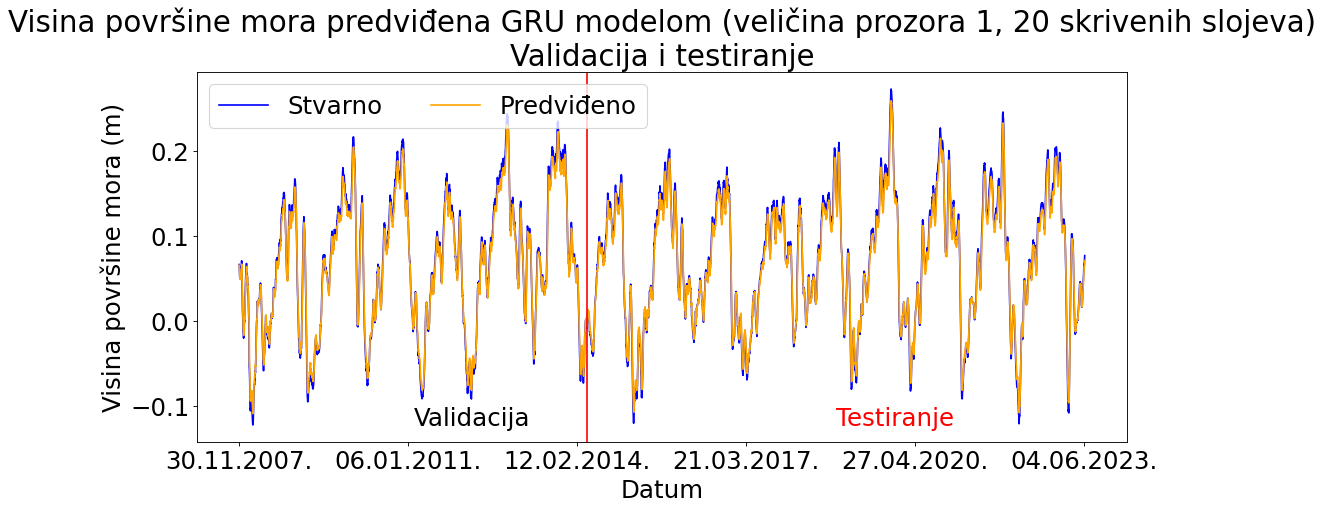 Visina površine mora predviđena GRU modelom (veličina prozora 1, 20 skrivenih slojeva)
Validacija i testiranje
Stvarno
Predviđeno
Visina površine mora (m)
0.2
0.1
0.0
−0.1
Validacija
Testiranje
30.11.2007.
06.01.2011.
12.02.2014.
21.03.2017.
27.04.2020.
04.06.2023.
Datum